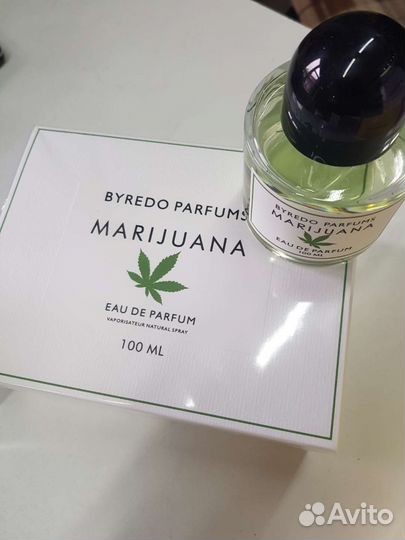 BYREDO PARFUMS
MARIJUANA
EAU DE PARFUM
VAPORISATEUR NATURAL SPRAY
100 ML
BYREDO PARFUMS
MARIJUANA
EAU DE PARFUM
100 ML
Avito